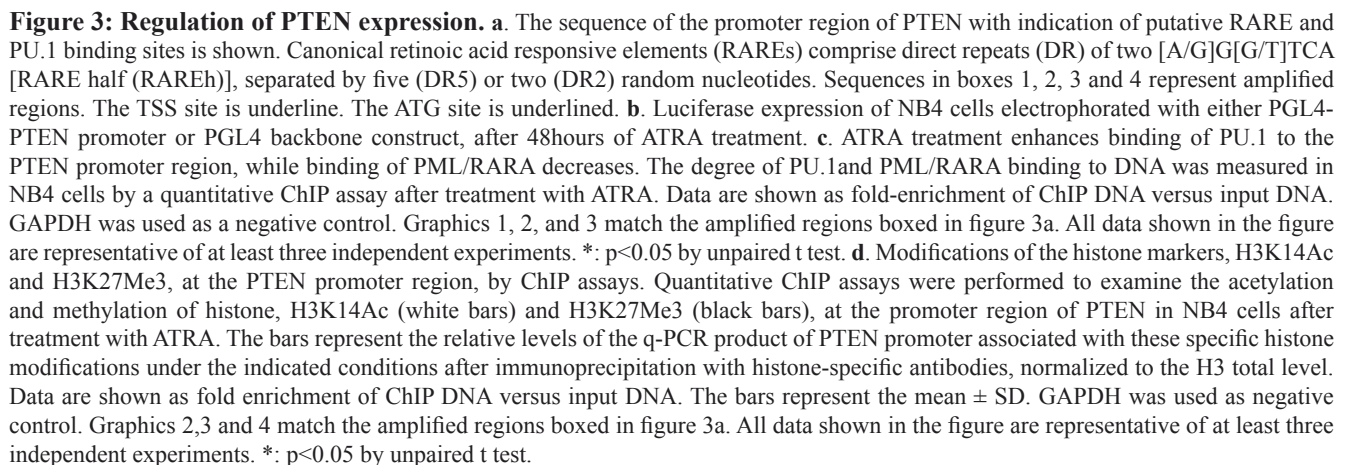 Figure 3: Regulation of PTEN expression. a. The sequence of the promoter region of PTEN with indication of putative RARE and
PU.1 binding sites is shown. Canonical retinoic acid responsive elements (RAREs) comprise direct repeats (DR) of two [A/G]G[G/T]TCA
[RARE half (RAREh)], separated by five (DR5) or two (DR2) random nucleotides. Sequences in boxes 1, 2, 3 and 4 represent amplified
regions. The TSS site is underline. The ATG site is underlined. b. Luciferase expression of NB4 cells electrophorated with either PGL4-
PTEN promoter or PGL4 backbone construct, after 48hours of ATRA treatment. c. ATRA treatment enhances binding of PU.1 to the
PTEN promoter region, while binding of PML/RARA decreases. The degree of PU.1and PML/RARA binding to DNA was measured in
NB4 cells by a quantitative ChIP assay after treatment with ATRA. Data are shown as fold-enrichment of ChIP DNA versus input DNA.
GAPDH was used as a negative control. Graphics 1, 2, and 3 match the amplified regions boxed in figure 3a. All data shown in the figure
are representative of at least three independent experiments. *: p<0.05 by unpaired t test. d. Modifications of the histone markers, H3K14Ac
and H3K27Me3, at the PTEN promoter region, by ChIP assays. Quantitative ChIP assays were performed to examine the acetylation
and methylation of histone, H3K14Ac (white bars) and H3K27Me3 (black bars), at the promoter region of PTEN in NB4 cells after
treatment with ATRA. The bars represent the relative levels of the q-PCR product of PTEN promoter associated with these specific histone
modifications under the indicated conditions after immunoprecipitation with histone-specific antibodies, normalized to the H3 total level.
Data are shown as fold enrichment of ChIP DNA versus input DNA. The bars represent the mean ± SD. GAPDH was used as negative
control. Graphics 2,3 and 4 match the amplified regions boxed in figure 3a. All data shown in the figure are representative of at least three
independent experiments. *: p<0.05 by unpaired t test.